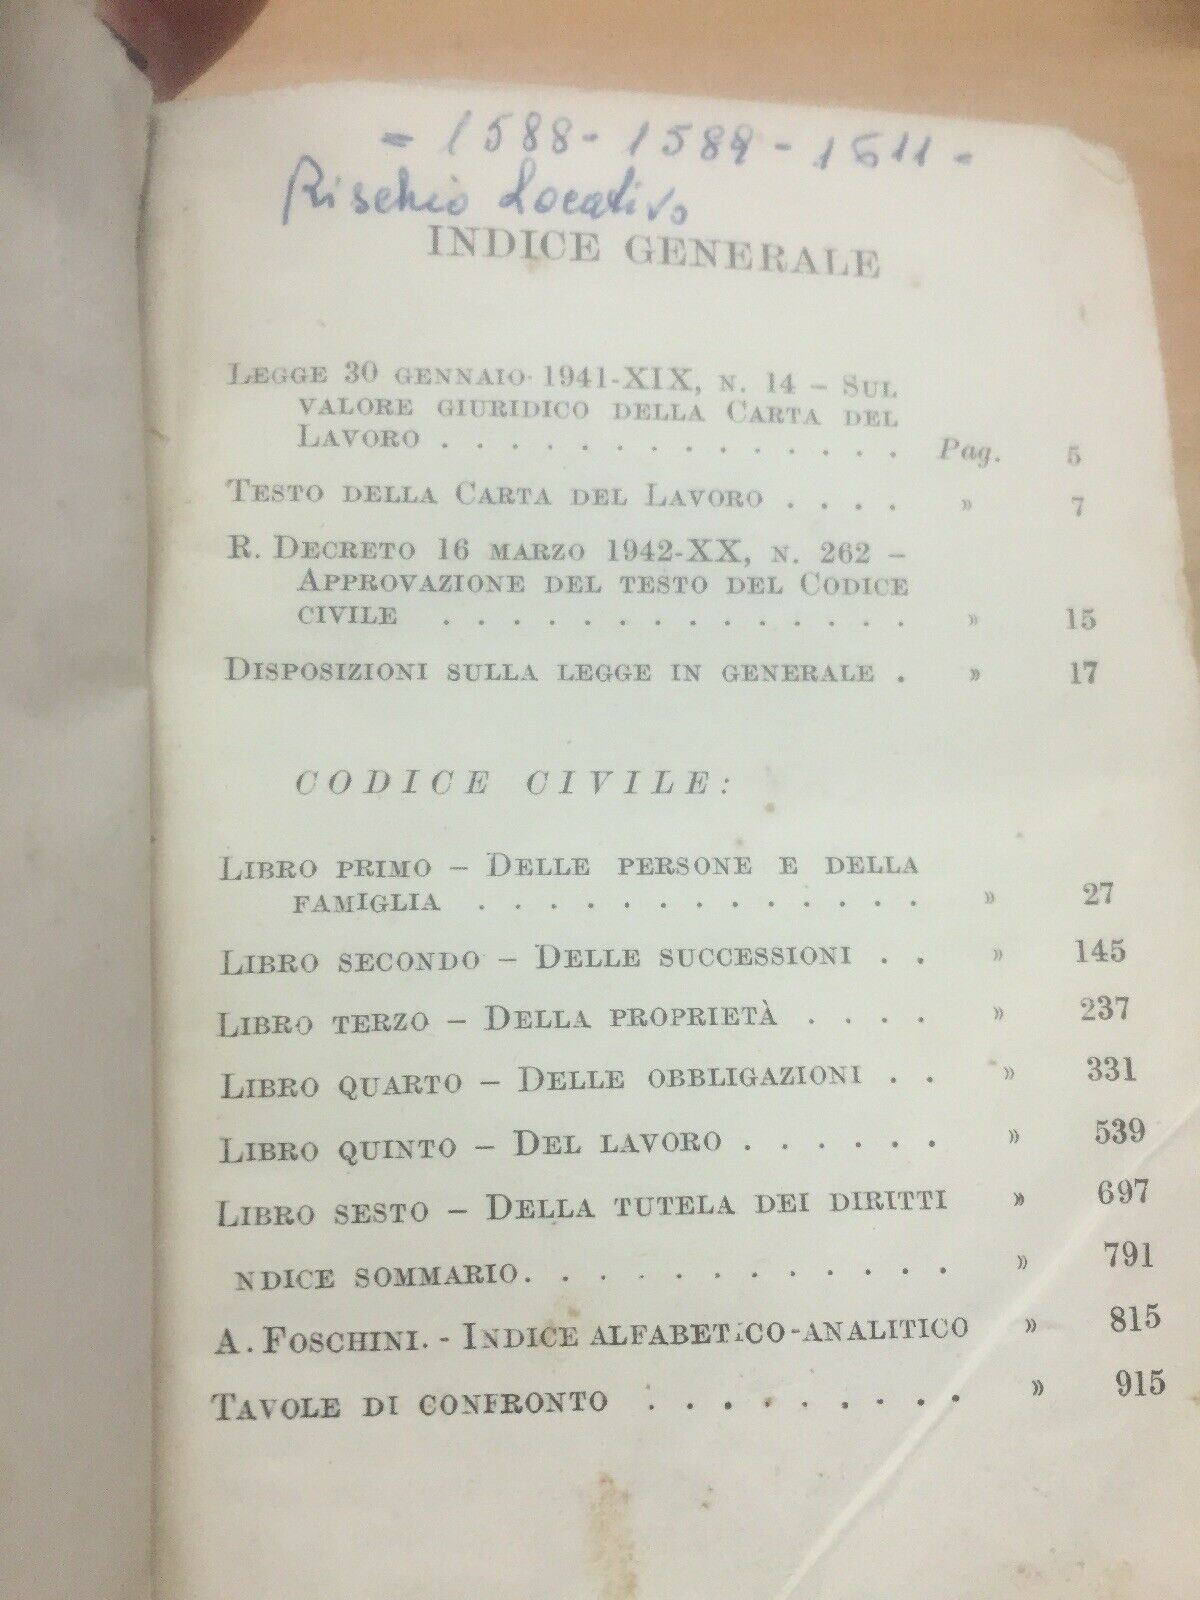 - 1588 - 1589 - 1611 -
Rischio Locativo
INDICE GENERALE
LEGGE 30 GENNAIO 1941-XIX, N. 14 – SUL
VALORE GIURIDICO DELLA CARTA DEL
LAVORO . . . . . . . . . . . . . . Pag. 5
TESTO DELLA CARTA DEL LAVORO . . . . » 7
R. DECRETO 16 MARZO 1942-XX, N. 262 –
APPROVAZIONE DEL TESTO DEL CODICE
CIVILE . . . . . . . . . . . . . . » 15
DISPOSIZIONI SULLA LEGGE IN GENERALE . » 17
CODICE CIVILE:
LIBRO PRIMO – DELLE PERSONE E DELLA
FAMIGLIA . . . . . . . . . . . . . » 27
LIBRO SECONDO – DELLE SUCCESSIONI . . » 145
LIBRO TERZO – DELLA PROPRIETÀ . . . . » 237
LIBRO QUARTO – DELLE OBBLIGAZIONI . . » 331
LIBRO QUINTO – DEL LAVORO . . . . . . » 539
LIBRO SESTO – DELLA TUTELA DEI DIRITTI » 697
NDICE SOMMARIO. . . . . . . . . . . . » 791
A. FOSCHINI. - INDICE ALFABETICO-ANALITICO » 815
TAVOLE DI CONFRONTO . . . . . . . . . » 915